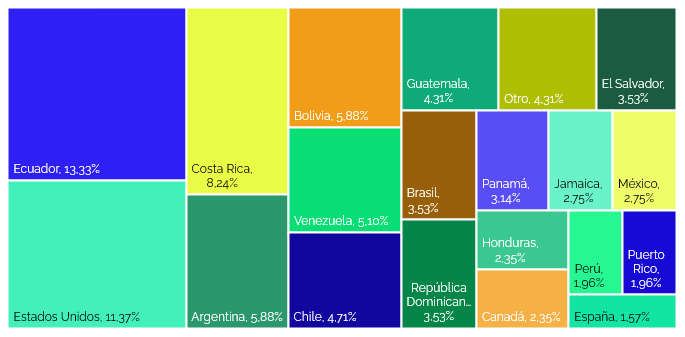 Ecuador, 13,33%
Estados Unidos, 11,37%
Costa Rica,
8,24%
Argentina, 5,88%
Bolivia, 5,88%
Venezuela, 5,10%
Chile, 4,71%
Guatemala,
4,31%
Otro, 4,31%
El Salvador,
3,53%
Brasil,
3,53%
República
Dominican...
3,53%
Panamá,
3,14%
Jamaica,
2,75%
México,
2,75%
Honduras,
2,35%
Canadá, 2,35%
Perú,
1,96%
Puerto
Rico,
1,96%
España, 1,57%